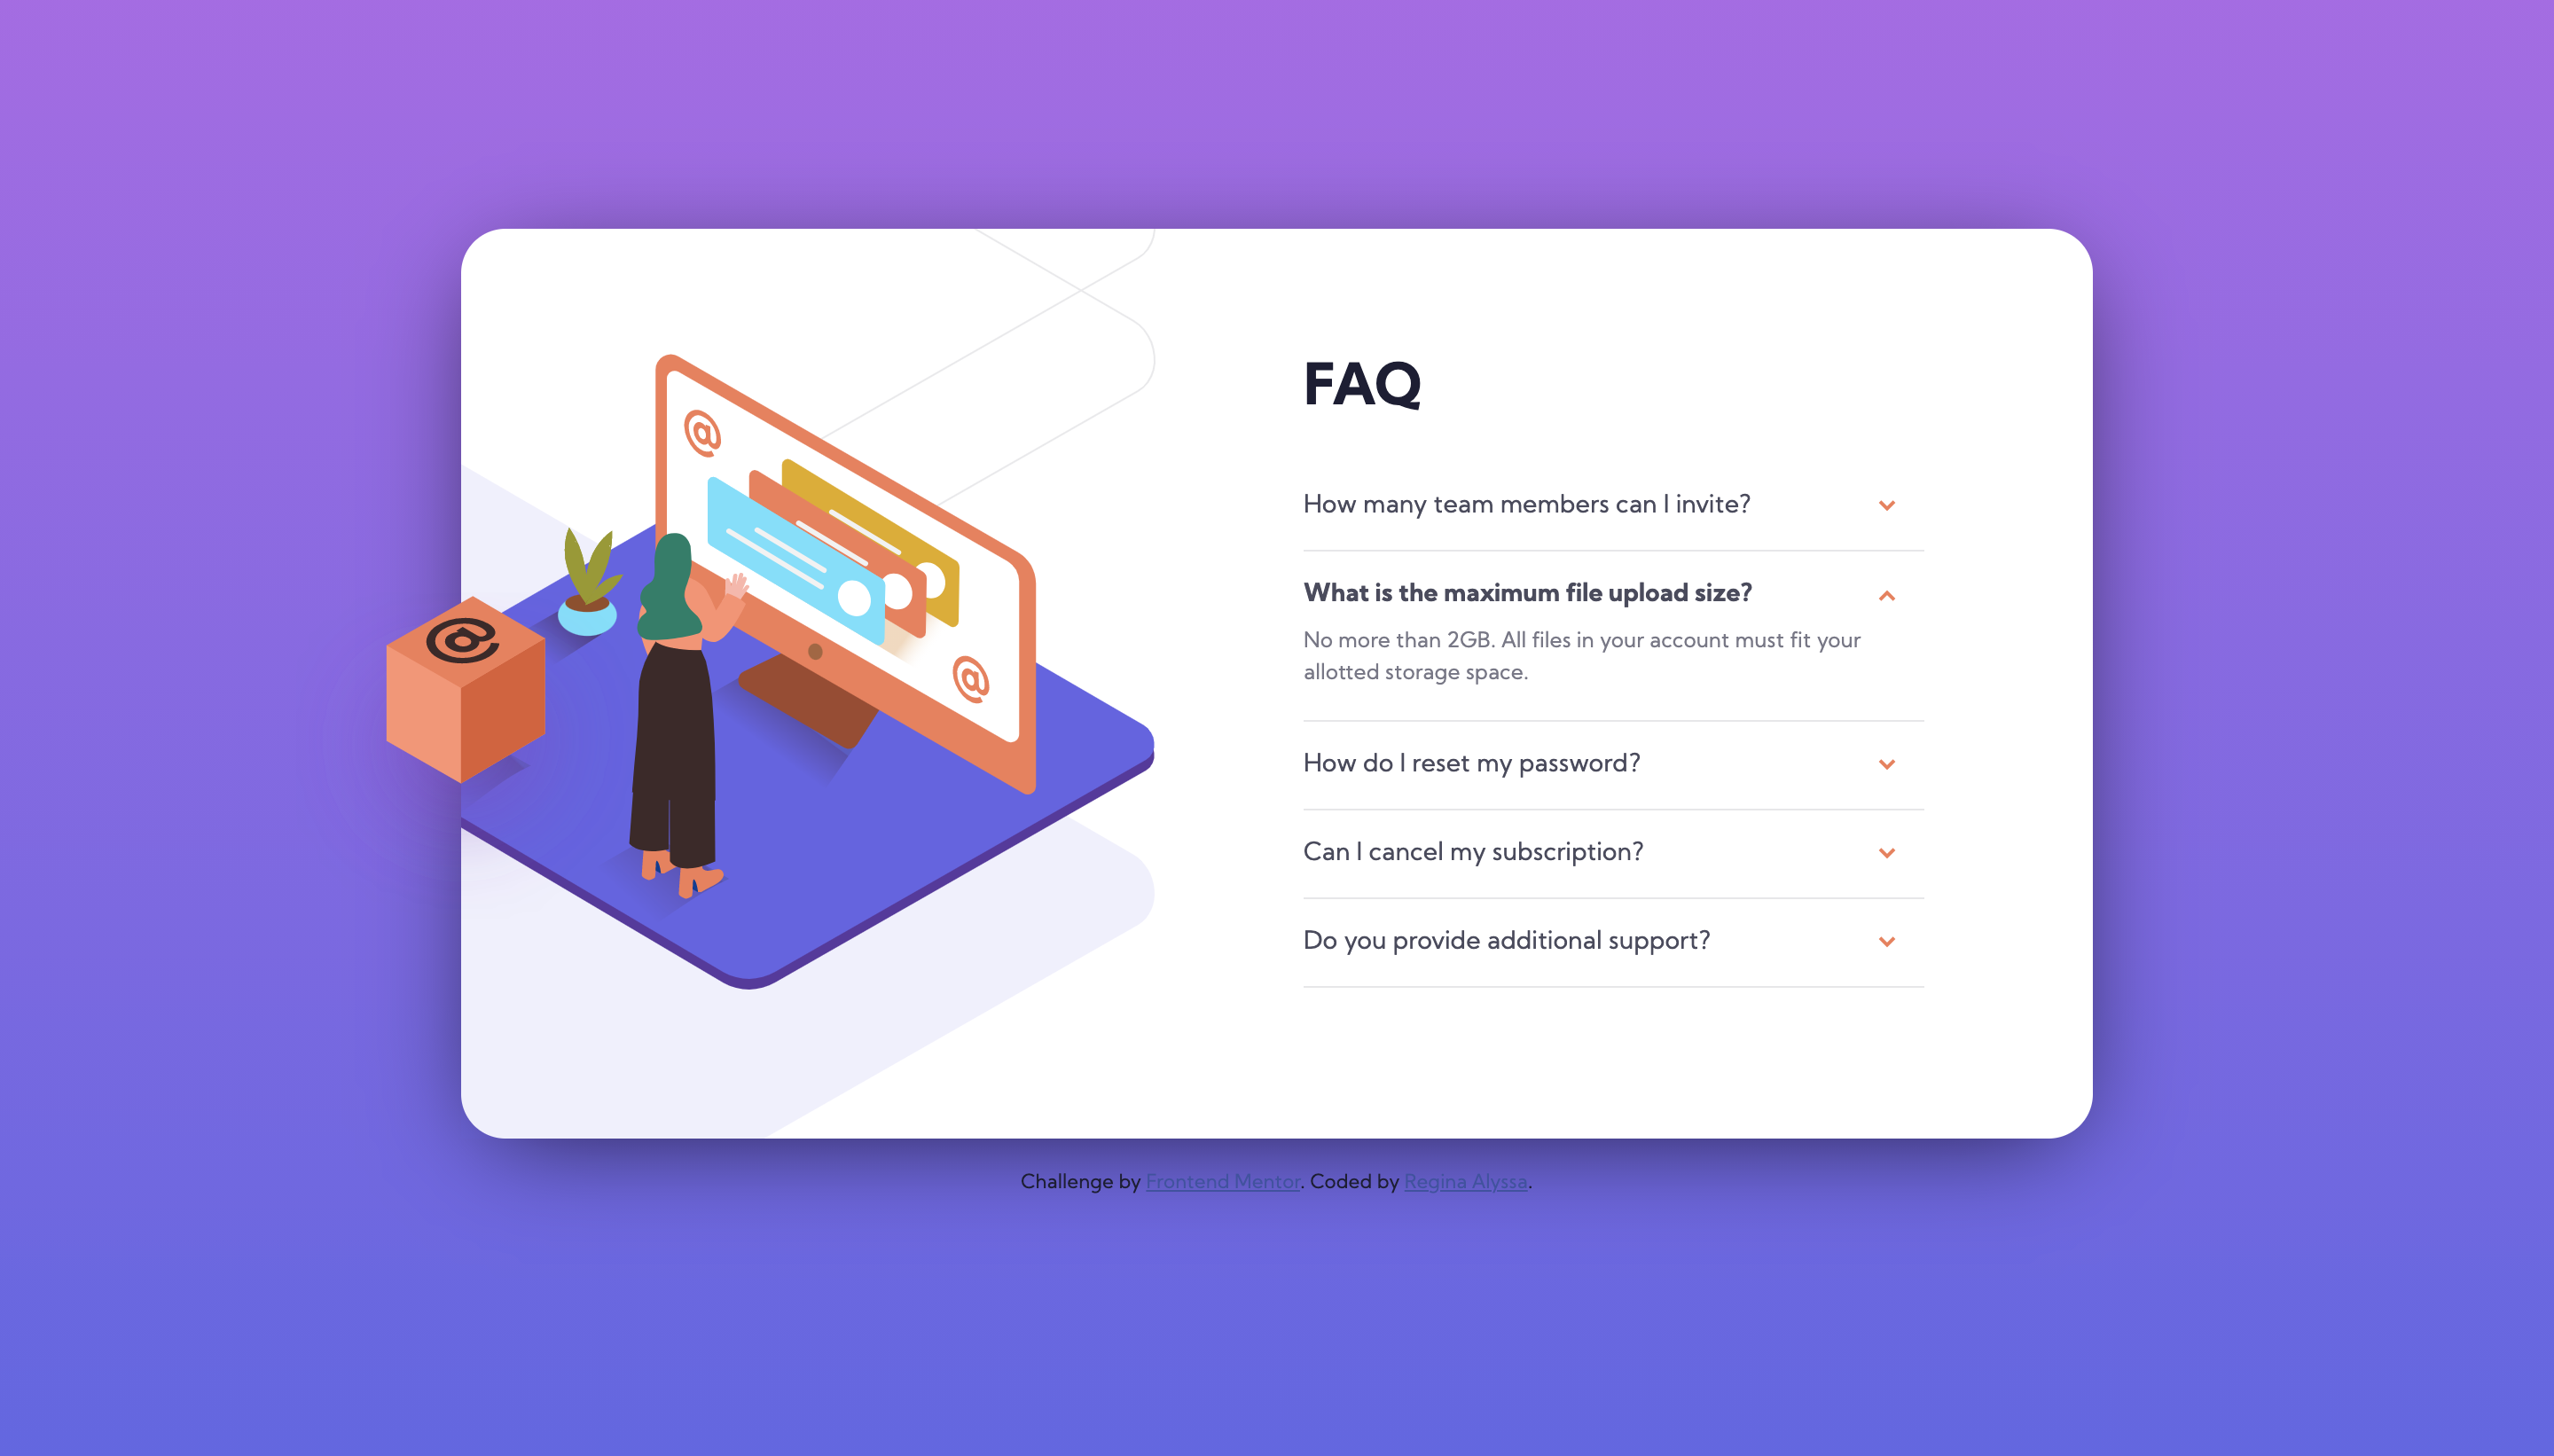 FAQ
How many team members can I invite?
What is the maximum file upload size?
No more than 2GB. All files in your account must fit your
allotted storage space.
How do I reset my password?
Can I cancel my subscription?
Do you provide additional support?
@
@
@
Challenge by Frontend Mentor. Coded by Regina Alyssa.